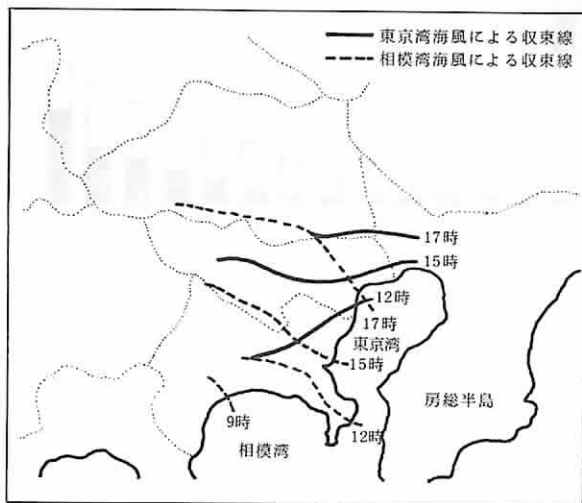 東京湾海風による収束線
相模湾海風による収束線
17時
15時
12時
17時
東京湾
15時
房総半島
9時
12時
相模湾